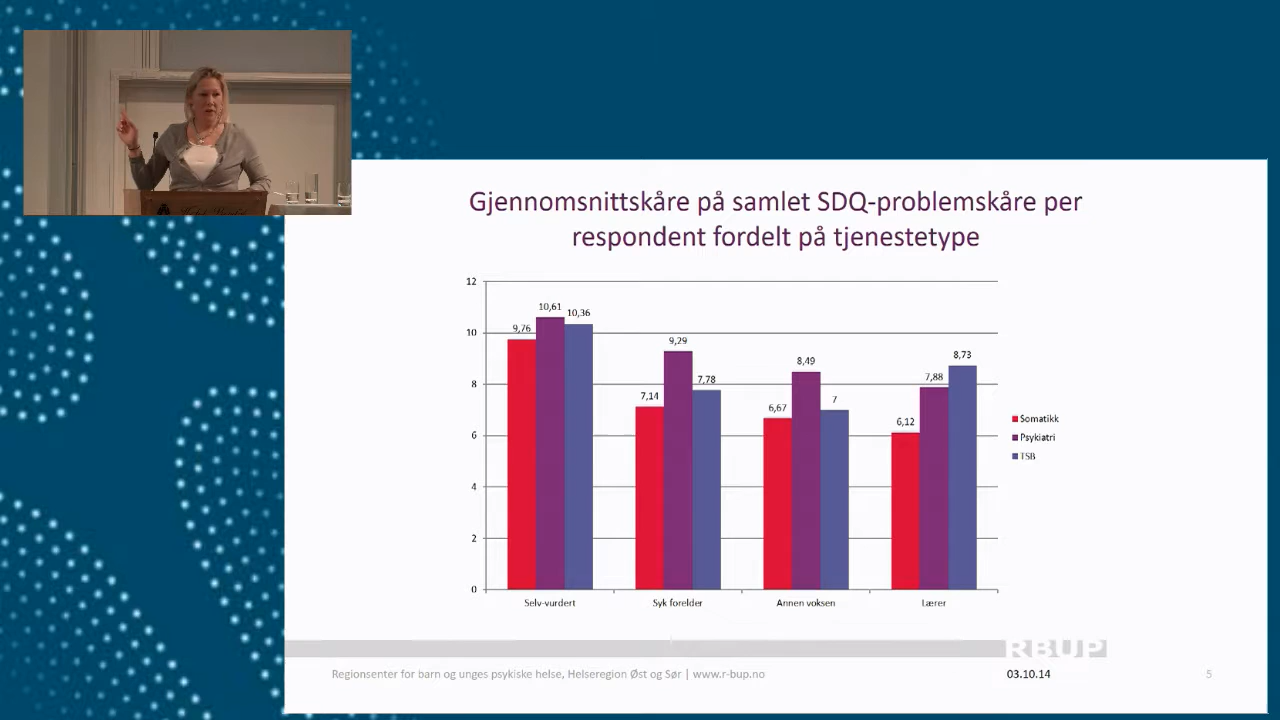 Gjennomsnittskåre på samlet SDQ-problemskåre per
respondent fordelt på tjenestetype
12
10
8
6
4
2
0
9,76
10,61
10,36
7,14
9,29
7,78
6,67
8,49
7
6,12
7,88
8,73
Selv-vurdert
Syk forelder
Annen voksen
Lærer
Somatikk
Psykiatri
TSB
RBUP
Regionsenter for barn og unges psykiske helse, Helseregion Øst og Sør | www.r-bup.no
03.10.14
5